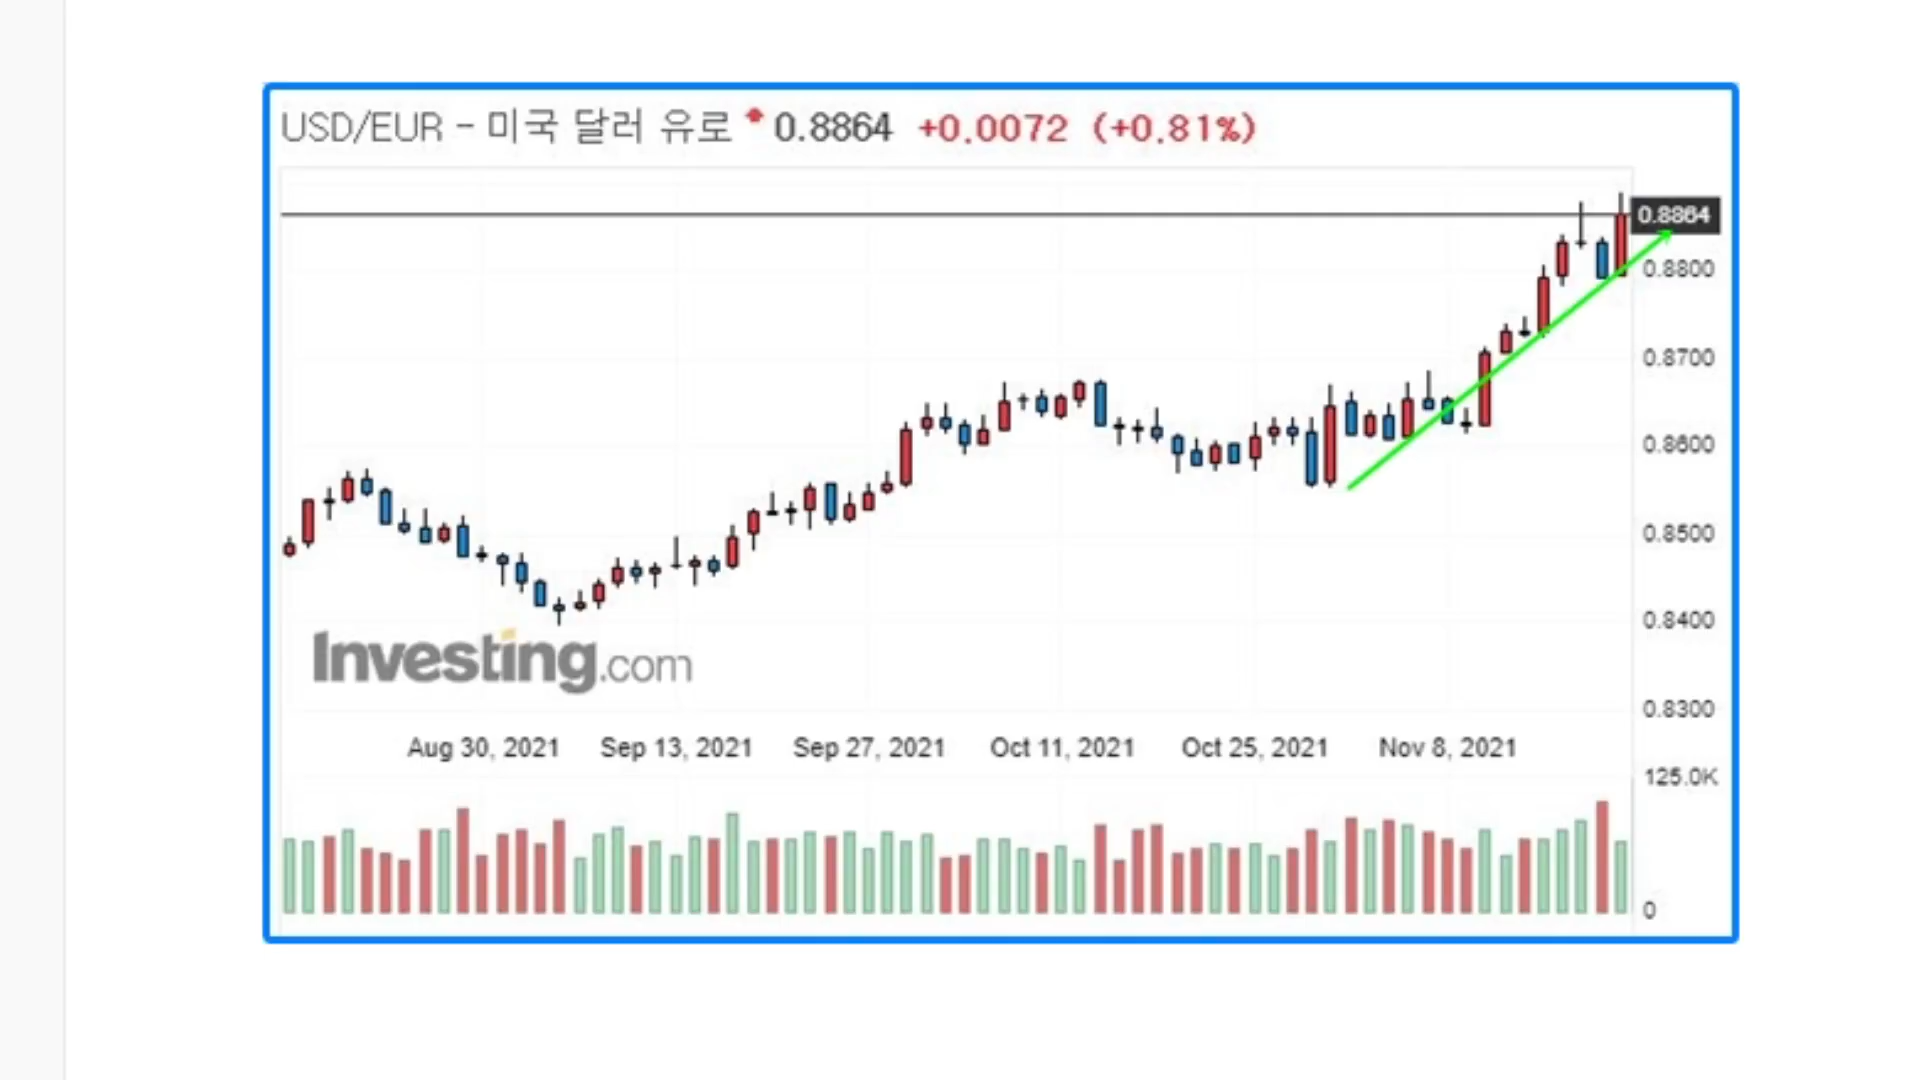 USD/EUR - 미국 달러 유로 0.8864 +0.0072 (+0.81%)
0.8864
0.8800
0.8700
0.8600
0.8500
0.8400
Investing.com
0.8300
Aug 30, 2021 Sep 13, 2021 Sep 27, 2021 Oct 11, 2021 Oct 25, 2021 Nov 8, 2021
125.0K
0